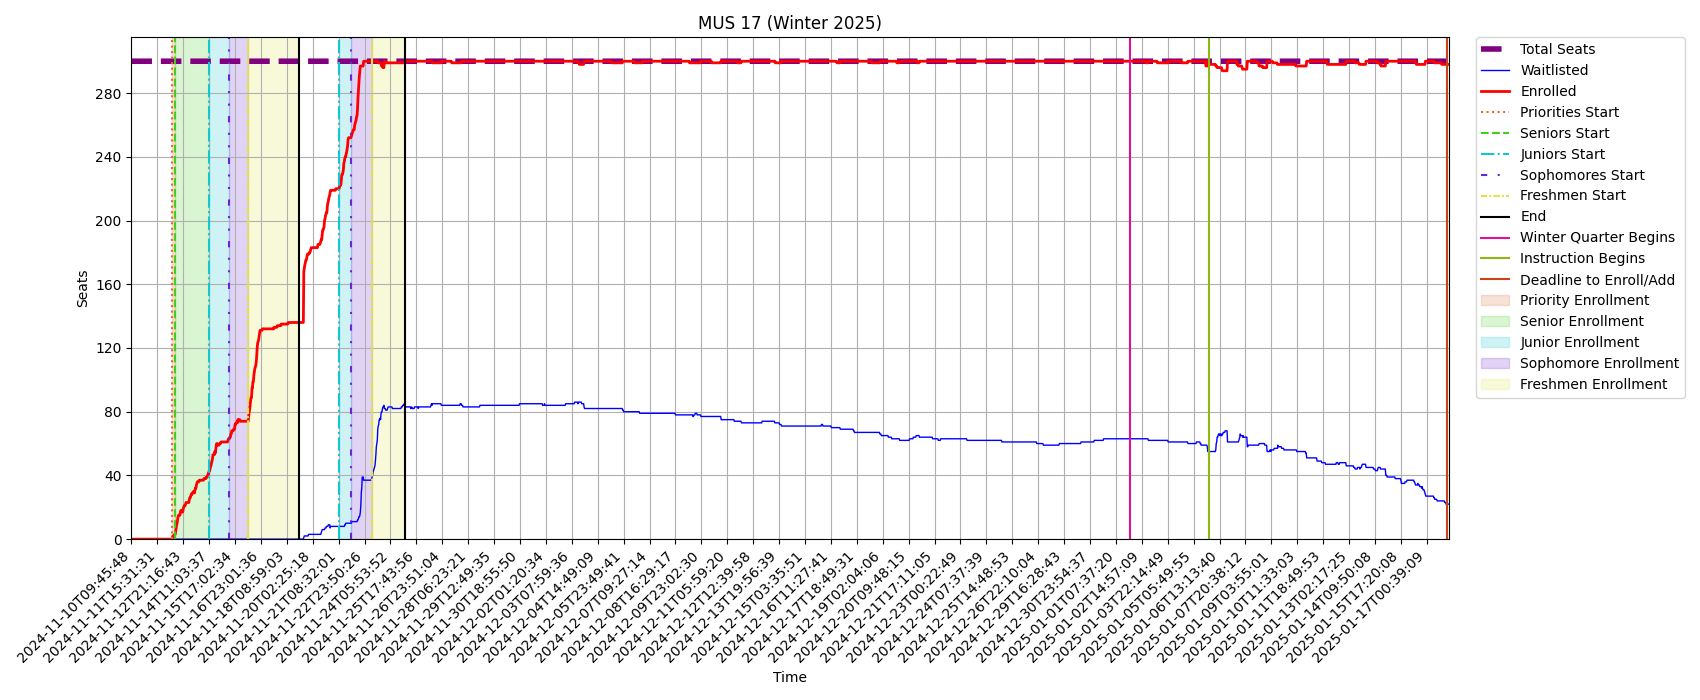 MUS 17 (Winter 2025)
Total Seats
Waitlisted
Enrolled
Priorities Start
Seniors Start
Juniors Start
Sophomores Start
Freshmen Start
End
Winter Quarter Begins
Instruction Begins
Deadline to Enroll/Add
Priority Enrollment
Senior Enrollment
Junior Enrollment
Sophomore Enrollment
Freshmen Enrollment
Seats
280
240
200
160
120
80
40
0
2024-11-10T09:45:48
2024-11-11T15:31:31
2024-11-12T21:16:43
2024-11-14T11:03:37
2024-11-15T17:02:34
2024-11-16T23:01:36
2024-11-18T08:59:03
2024-11-20T02:25:18
2024-11-21T08:32:01
2024-11-22T23:50:26
2024-11-24T05:53:52
2024-11-25T17:43:56
2024-11-26T23:51:04
2024-11-28T06:23:21
2024-11-29T12:49:35
2024-11-30T18:55:50
2024-12-02T01:20:34
2024-12-03T07:59:36
2024-12-04T14:49:09
2024-12-05T23:49:41
2024-12-07T09:27:14
2024-12-08T16:29:17
2024-12-09T23:02:30
2024-12-11T05:59:20
2024-12-12T12:39:58
2024-12-13T19:56:39
2024-12-15T03:35:51
2024-12-16T11:27:41
2024-12-17T18:49:31
2024-12-19T02:04:06
2024-12-20T09:48:15
2024-12-21T17:11:05
2024-12-23T00:22:49
2024-12-24T07:37:39
2024-12-25T14:48:53
2024-12-26T22:10:04
2024-12-29T16:28:43
2024-12-30T23:54:37
2025-01-01T07:37:20
2025-01-02T14:57:09
2025-01-03T22:14:49
2025-01-05T05:49:55
2025-01-06T13:13:40
2025-01-07T20:38:12
2025-01-09T03:55:01
2025-01-10T11:33:03
2025-01-11T18:49:53
2025-01-13T02:17:25
2025-01-14T09:50:08
2025-01-15T17:20:08
2025-01-17T00:39:09
Time